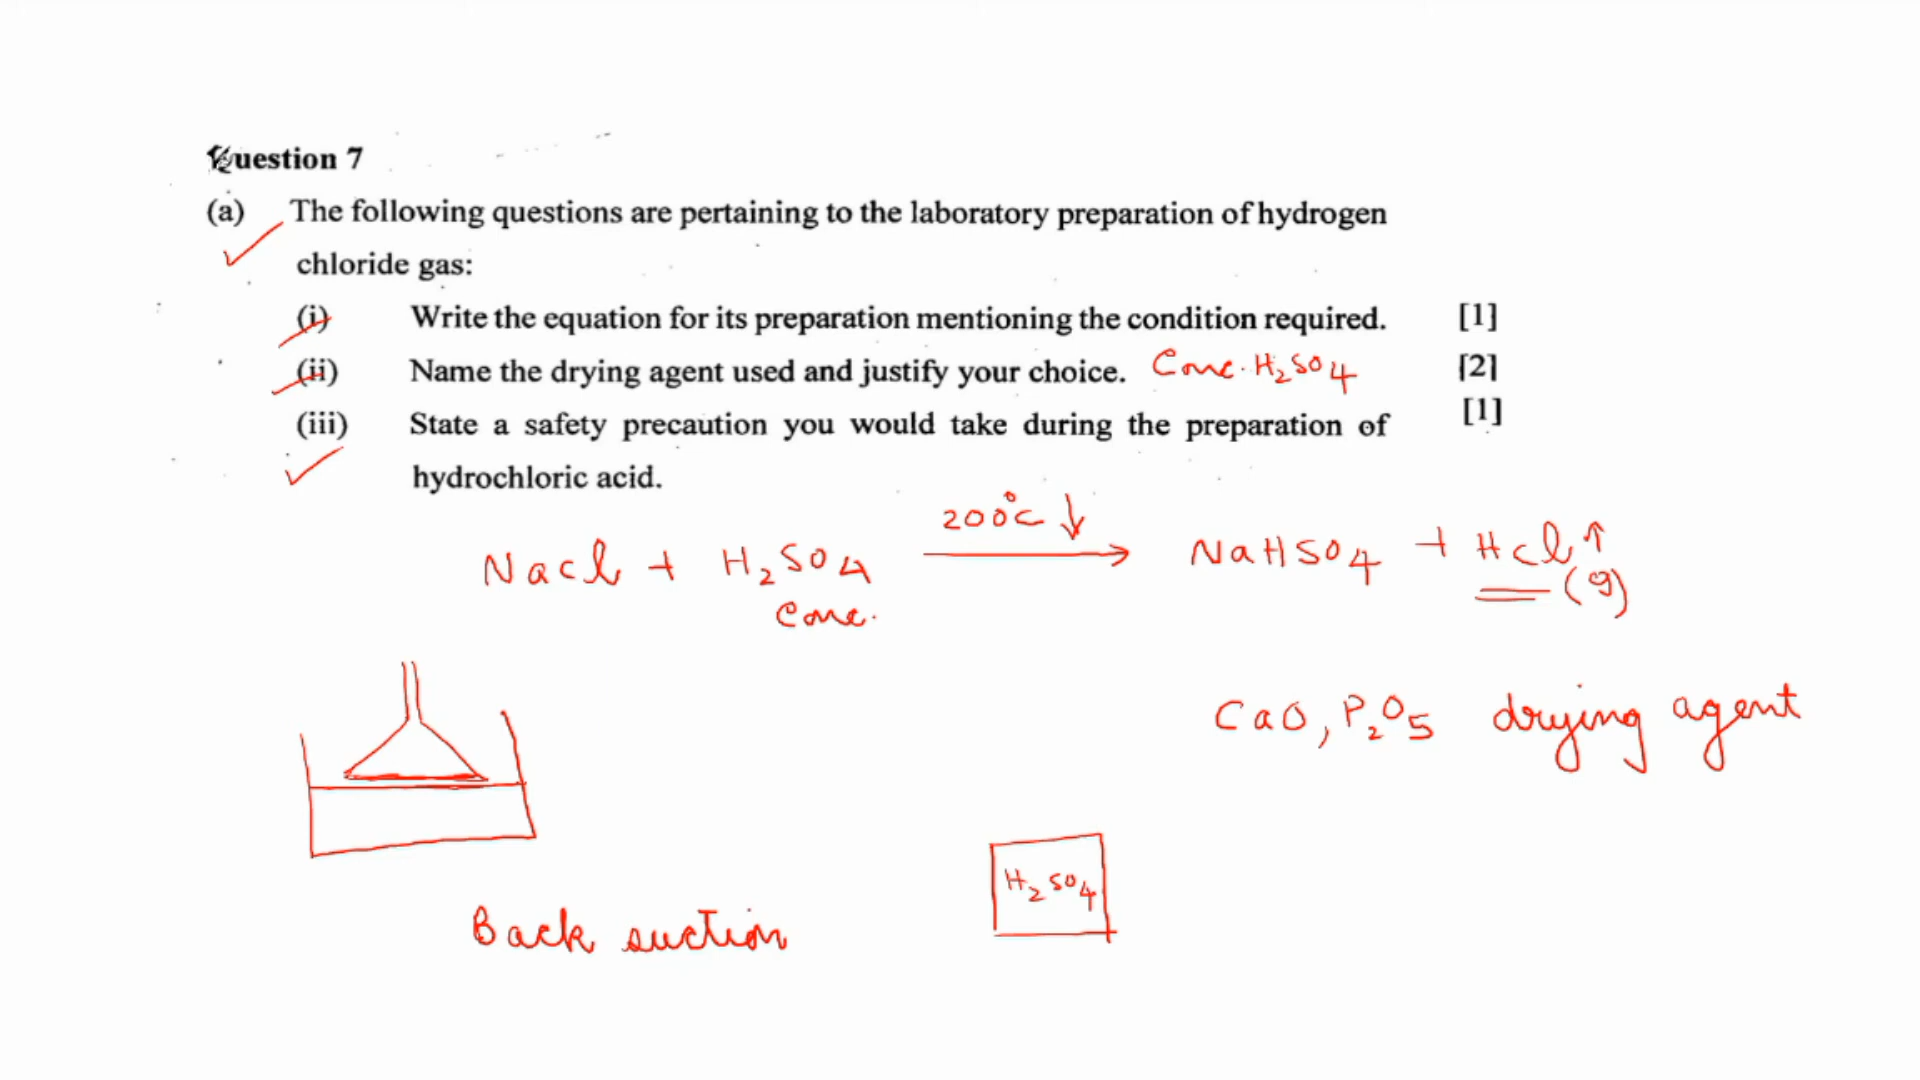 Question 7
(a) The following questions are pertaining to the laboratory preparation of hydrogen
chloride gas:
(i) Write the equation for its preparation mentioning the condition required. [1]
(ii) Name the drying agent used and justify your choice. Conc. H₂SO₄ [2]
(iii) State a safety precaution you would take during the preparation of [1]
hydrochloric acid.
NaCl + H₂SO₄ 200°C ↓ → NaHSO₄ + HCl↑
Conc. (g)
CaO, P₂O₅ drying agent
H₂SO₄
Back suction